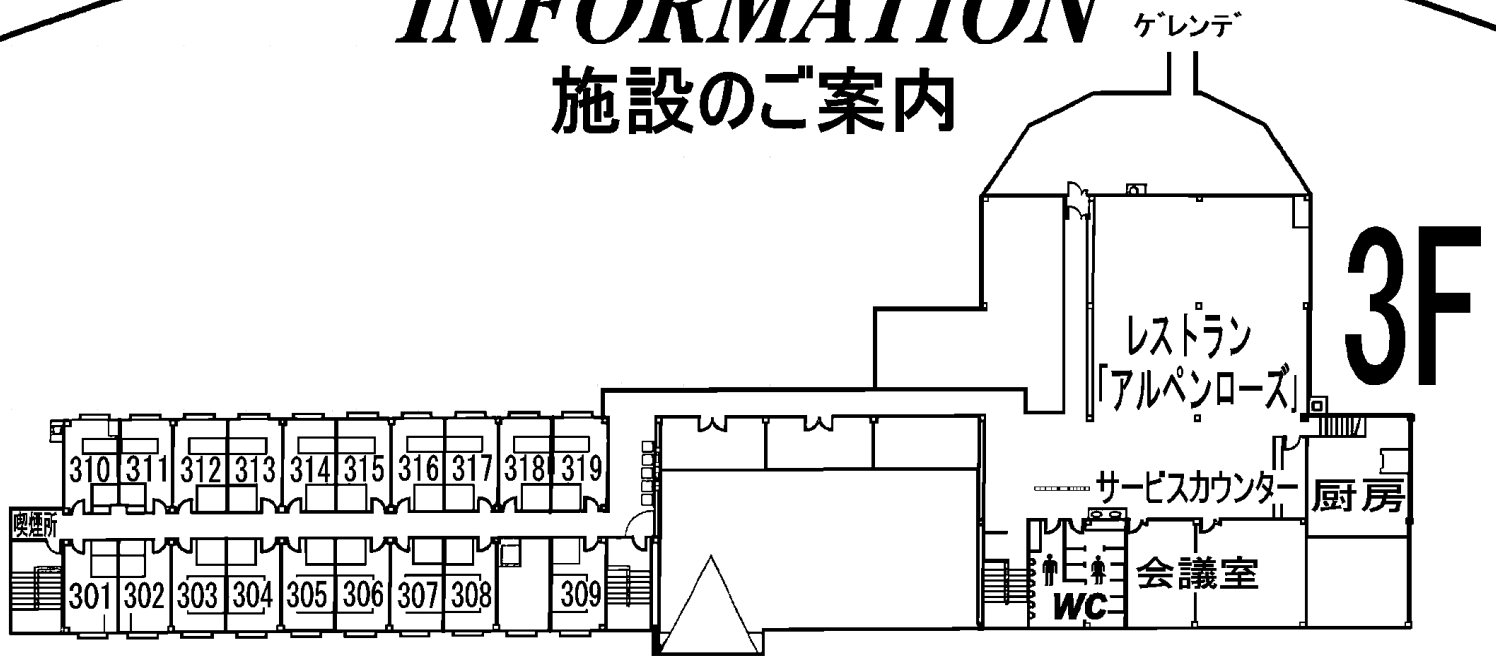 INFORMATION
ゲレンデ
施設のご案内
3F
レストラン
「アルペンローズ」
310 311 312 313 314 315 316 317 318 319
サービスカウンター
厨房
喫煙所
301 302 303 304 305 306 307 308 309
会議室
WC